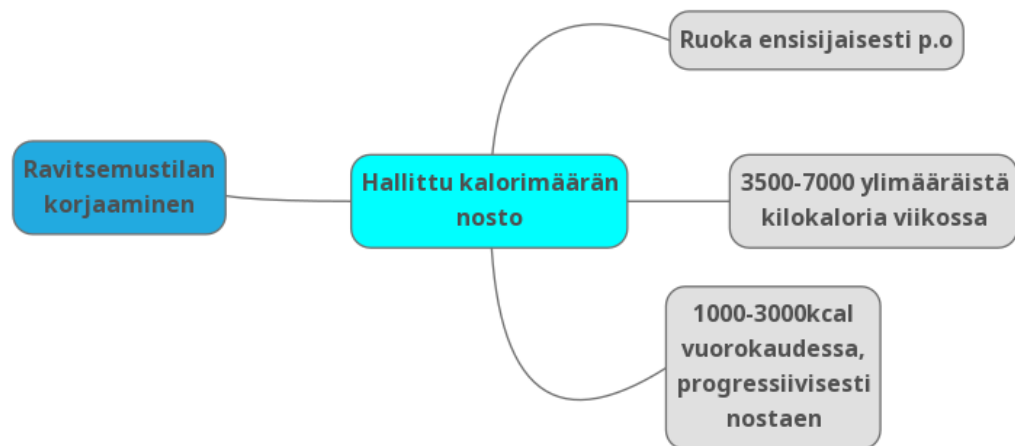 Ravitsemustilan
korjaaminen
Hallittu kalorimäärän
nosto
Ruoka ensisijaisesti p.o
3500-7000 ylimääräistä
kilokaloria viikossa
1000-3000kcal
vuorokaudessa,
progressiivisesti
nostaen